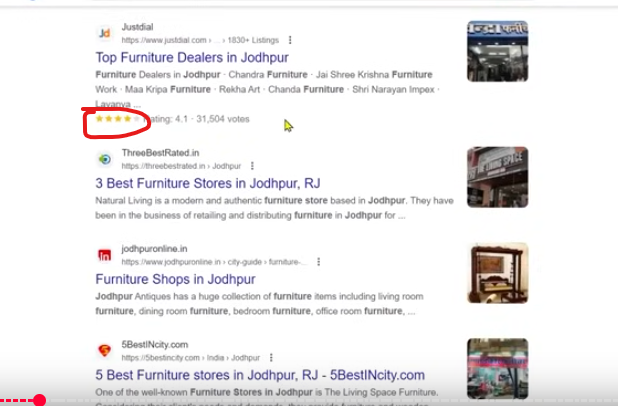 Justdial
https://www.justdial.com › ... › 1830+ Listings
Top Furniture Dealers in Jodhpur
Furniture Dealers in Jodhpur · Chandra Furniture · Jai Shree Krishna Furniture
Work · Maa Kripa Furniture · Rekha Art · Chanda Furniture · Shri Narayan Impex ·
Lavanya ...
Rating: 4.1 · 31,504 votes
ThreeBestRated.in
https://threebestrated.in › Jodhpur
3 Best Furniture Stores in Jodhpur, RJ
Natural Living is a modern and authentic furniture store based in Jodhpur. They have
been in the business of retailing and distributing furniture in Jodhpur for ...
jodhpuronline.in
https://www.jodhpuronline.in › city-guide › furniture-...
Furniture Shops in Jodhpur
Jodhpur Antiques has a huge collection of furniture items including living room
furniture, dining room furniture, bedroom furniture, office room furniture, ...
5BestINcity.com
https://5bestincity.com › India › Jodhpur
5 Best Furniture stores in Jodhpur, RJ - 5BestINcity.com
One of the well-known Furniture Stores in Jodhpur is The Living Space Furniture.